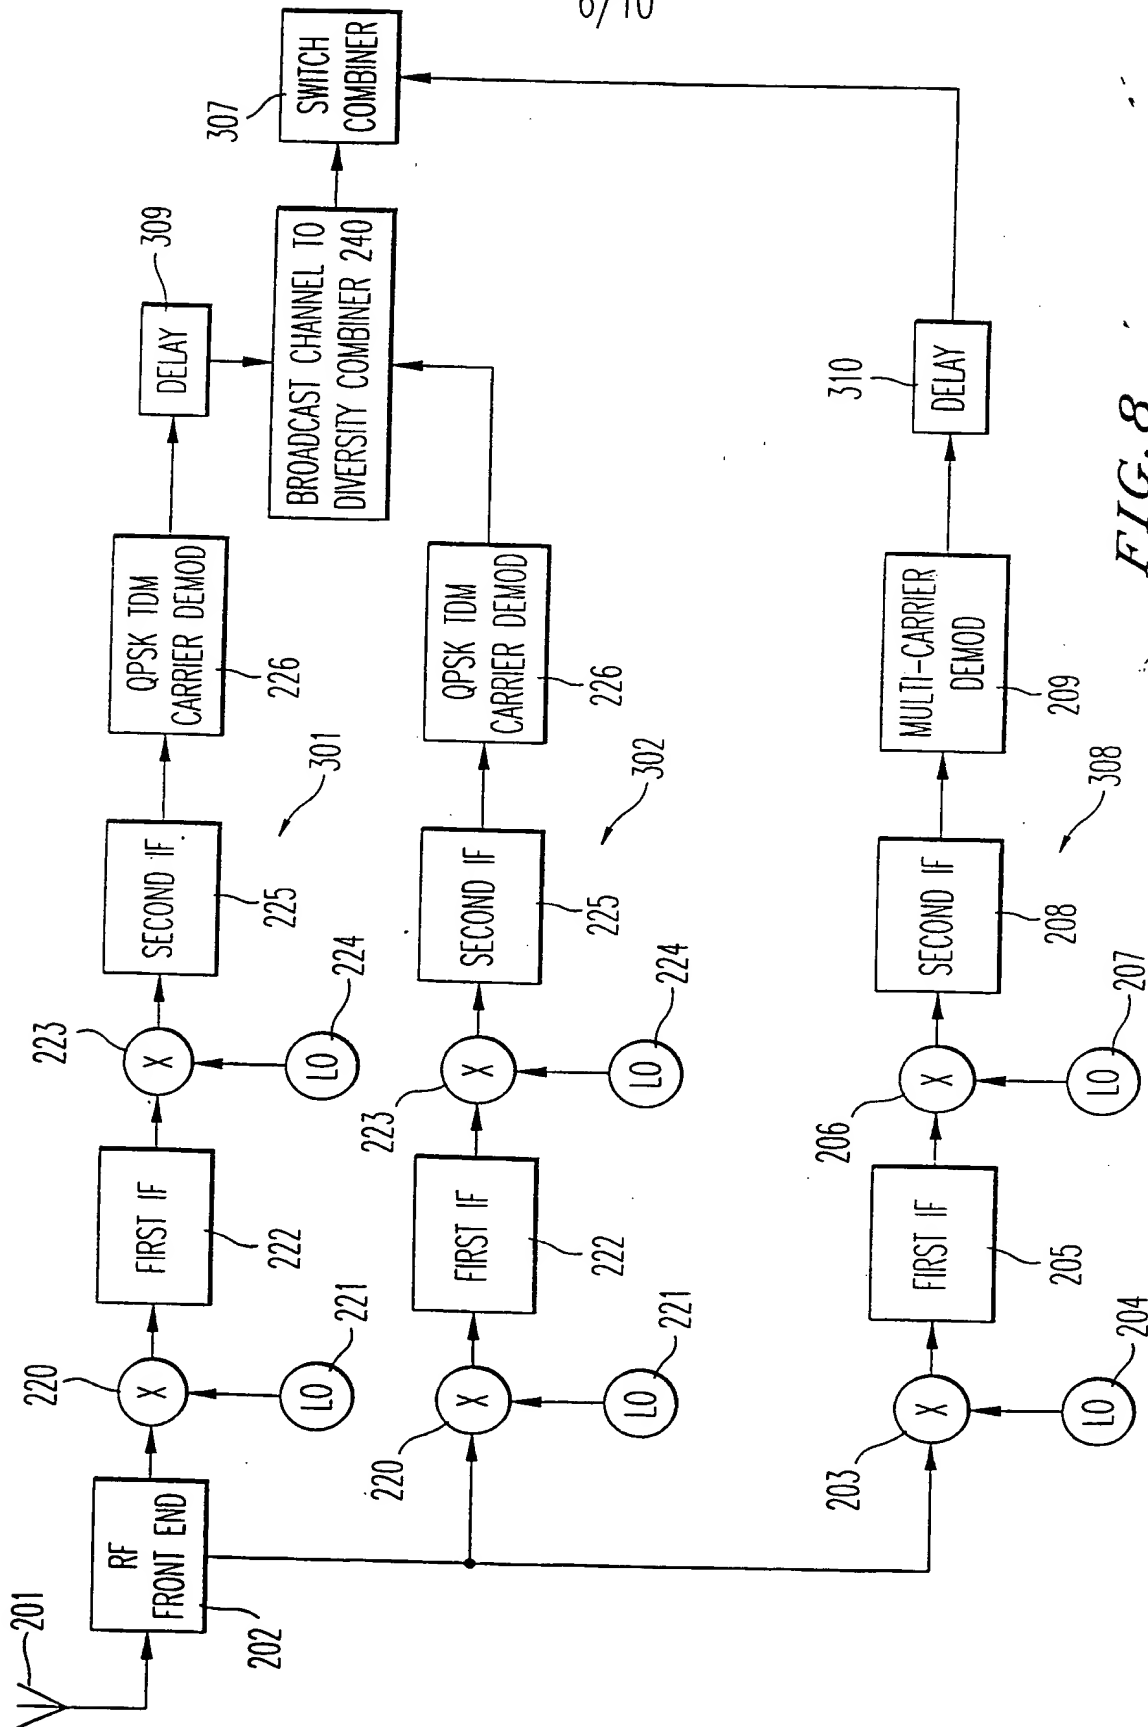 6/10
201
RF
FRONT END
202
220
X
LO
221
FIRST IF
222
223
X
LO
224
SECOND IF
225
301
QPSK TDM
CARRIER DEMOD
226
DELAY
309
BROADCAST CHANNEL TO
DIVERSITY COMBINER 240
307
SWITCH
COMBINER
220
X
LO
221
FIRST IF
222
223
X
LO
224
SECOND IF
225
302
QPSK TDM
CARRIER DEMOD
226
203
X
LO
204
FIRST IF
205
206
X
LO
207
SECOND IF
208
308
MULTI-CARRIER
DEMOD
209
310
DELAY
FIG. 8